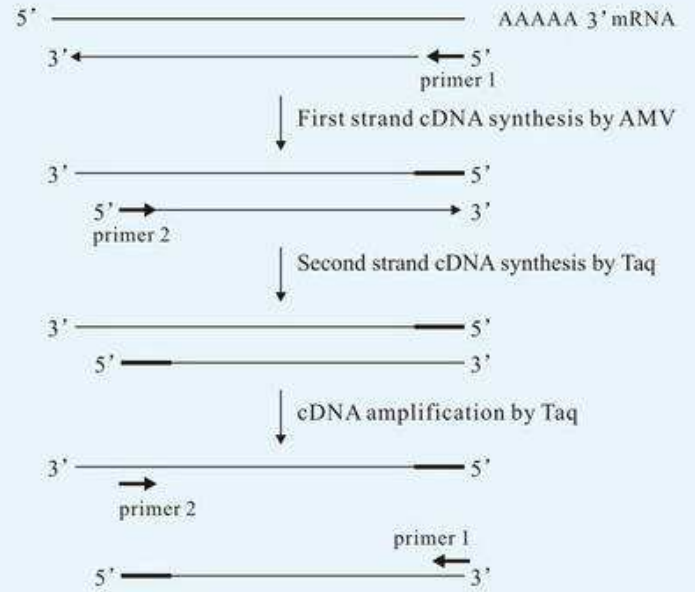 5' AAAAA 3' mRNA
3' 5'
primer 1
First strand cDNA synthesis by AMV
3' 5'
5' 3'
primer 2
Second strand cDNA synthesis by Taq
3' 5'
5' 3'
cDNA amplification by Taq
3' 5'
primer 2
primer 1
5' 3'